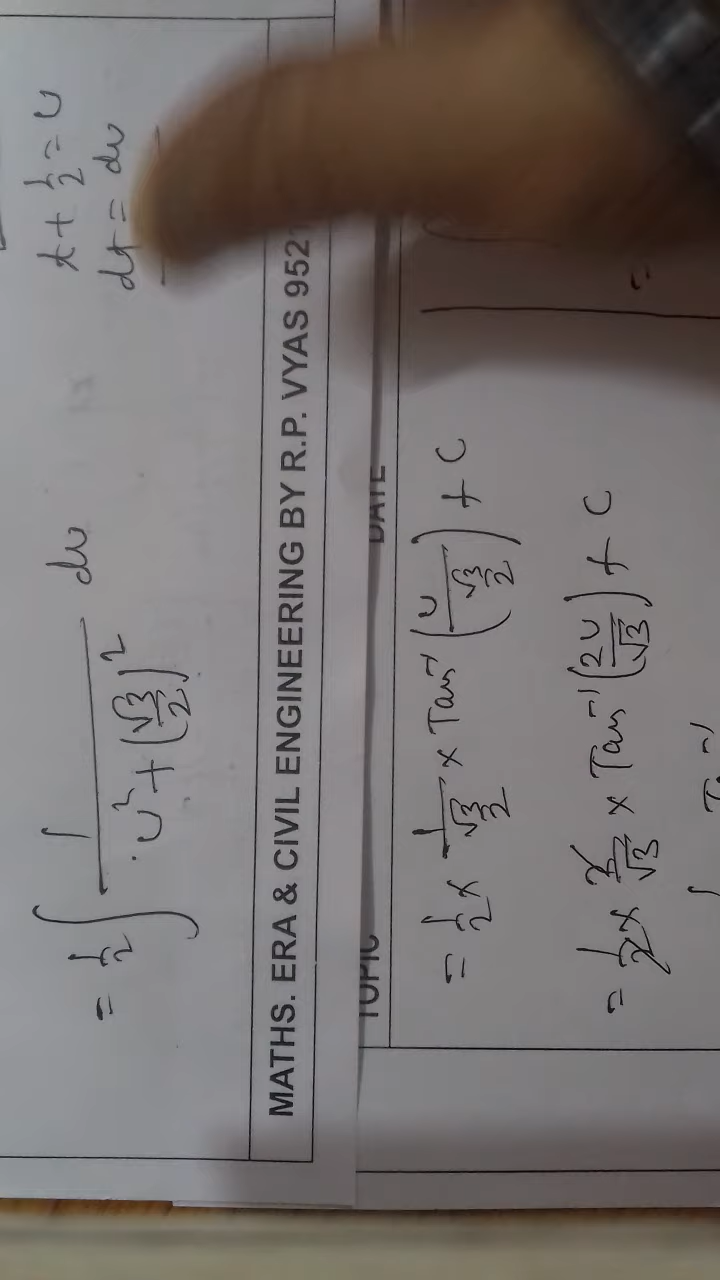 t + 1/2 = u
dt = du
= 1/2 ∫ 1/(u² + (√3/2)²) du
MATHS. ERA & CIVIL ENGINEERING BY R.P. VYAS 952
TOPIC DATE
= 1/2 × 1/(√3/2) × Tan⁻¹(u/(√3/2)) + C
= 1/2 × 2/√3 × Tan⁻¹(2u/√3) + C